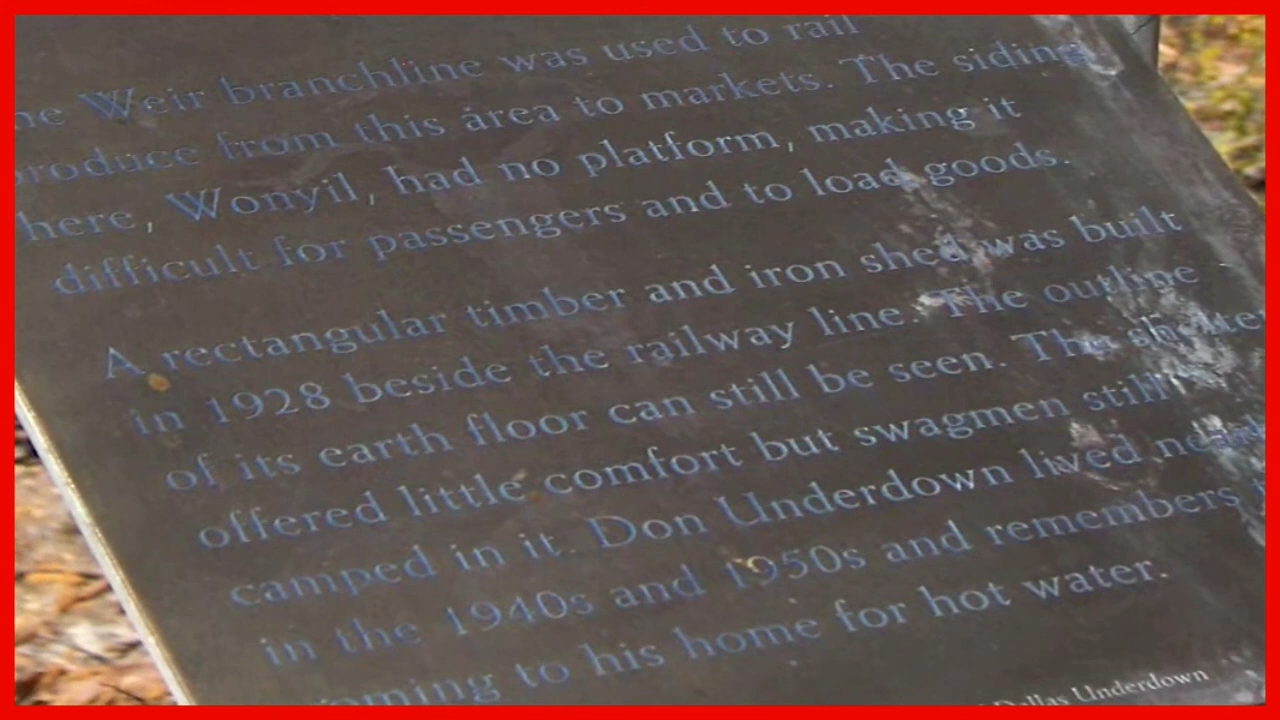 he Weir branchline was used to rail
produce from this area to markets. The siding
here, Wonyil, had no platform, making it
difficult for passengers and to load goods.
A rectangular timber and iron shed was built
in 1928 beside the railway line. The outline
of its earth floor can still be seen. The shelter
offered little comfort but swagmen still
camped in it. Don Underdown lived nearby
in the 1940s and 1950s and remembers
coming to his home for hot water.
Dallas Underdown